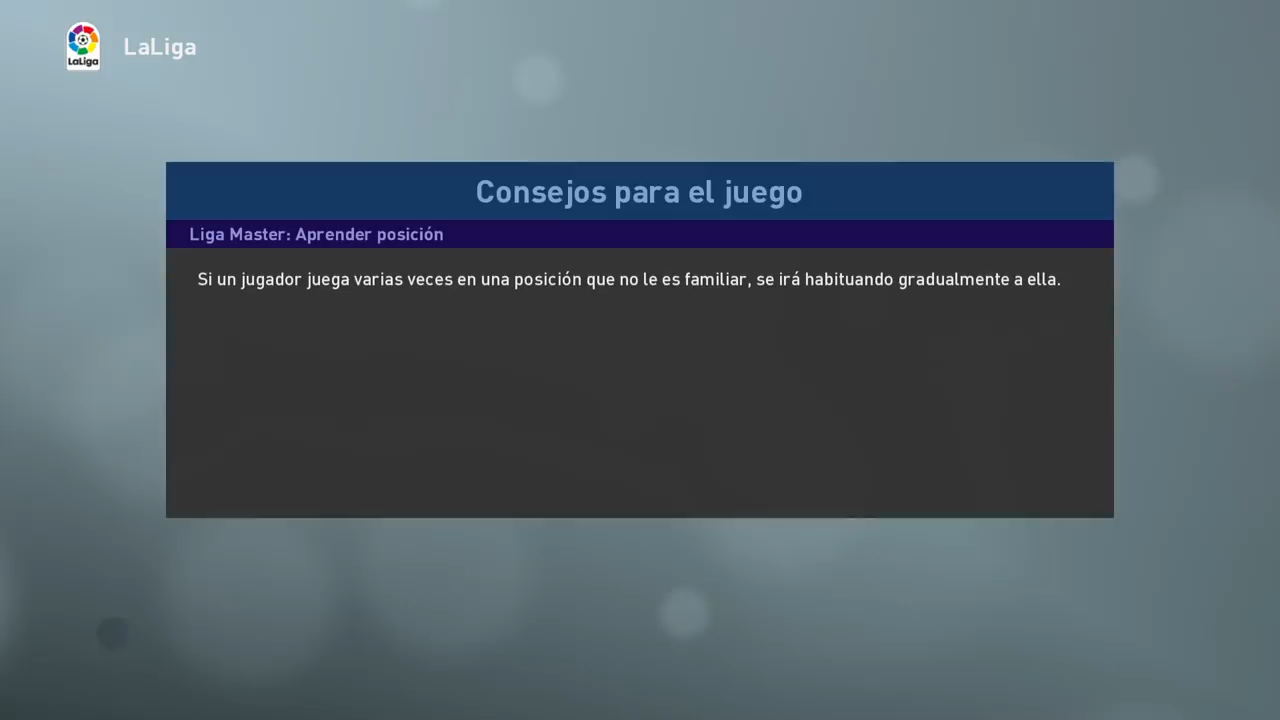 LaLiga
LaLiga
Consejos para el juego
Liga Master: Aprender posición
Si un jugador juega varias veces en una posición que no le es familiar, se irá habituando gradualmente a ella.